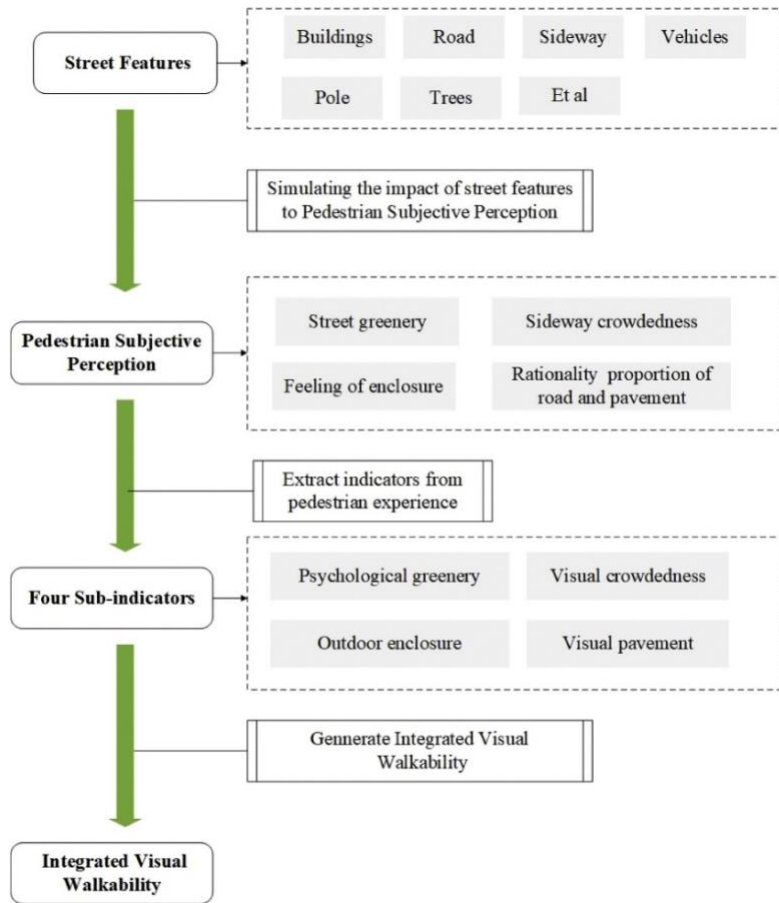 Buildings Road Sideway Vehicles
Street Features
Pole Trees Et al
Simulating the impact of street features
to Pedestrian Subjective Perception
Street greenery Sideway crowdedness
Pedestrian Subjective
Perception
Feeling of enclosure Rationality proportion of
road and pavement
Extract indicators from
pedestrian experience
Psychological greenery Visual crowdedness
Four Sub-indicators
Outdoor enclosure Visual pavement
Gennerate Integrated Visual
Walkability
Integrated Visual
Walkability